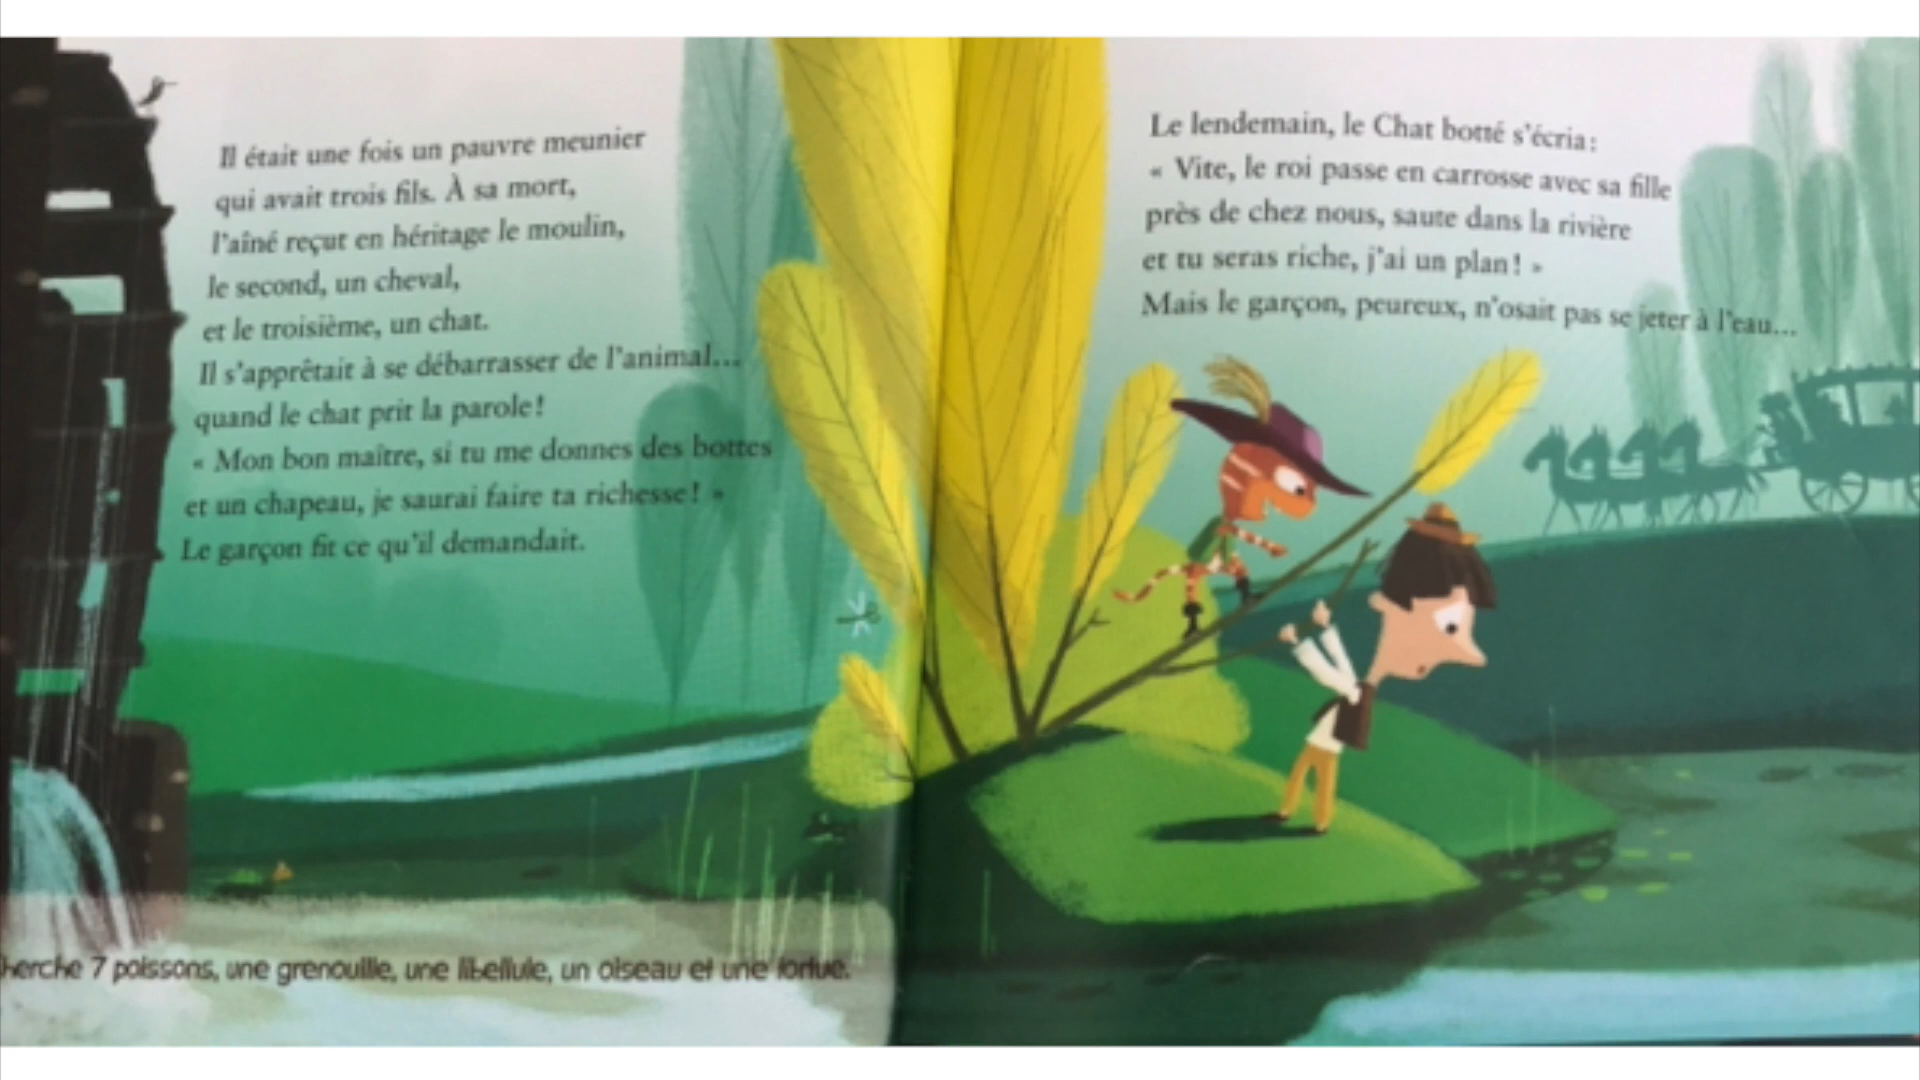 Il était une fois un pauvre meunier
qui avait trois fils. À sa mort,
l'aîné reçut en héritage le moulin,
le second, un cheval,
et le troisième, un chat.
Il s'apprêtait à se débarrasser de l'animal...
quand le chat prit la parole!
« Mon bon maître, si tu me donnes des bottes
et un chapeau, je saurai faire ta richesse! »
Le garçon fit ce qu'il demandait.
herche 7 poissons, une grenouille, une libellule, un oiseau et une tortue.
Le lendemain, le Chat botté s'écria:
« Vite, le roi passe en carrosse avec sa fille
près de chez nous, saute dans la rivière
et tu seras riche, j'ai un plan! »
Mais le garçon, peureux, n'osait pas se jeter à l'eau...